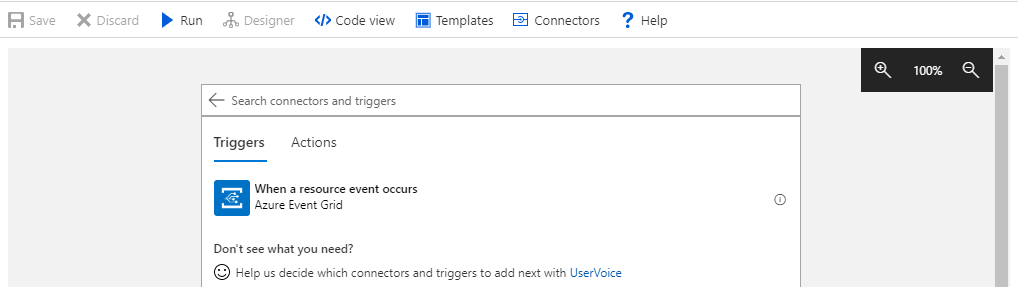 Save Discard Run Designer Code view Templates Connectors Help
100%
Search connectors and triggers
Triggers Actions
When a resource event occurs
Azure Event Grid
Don't see what you need?
Help us decide which connectors and triggers to add next with UserVoice